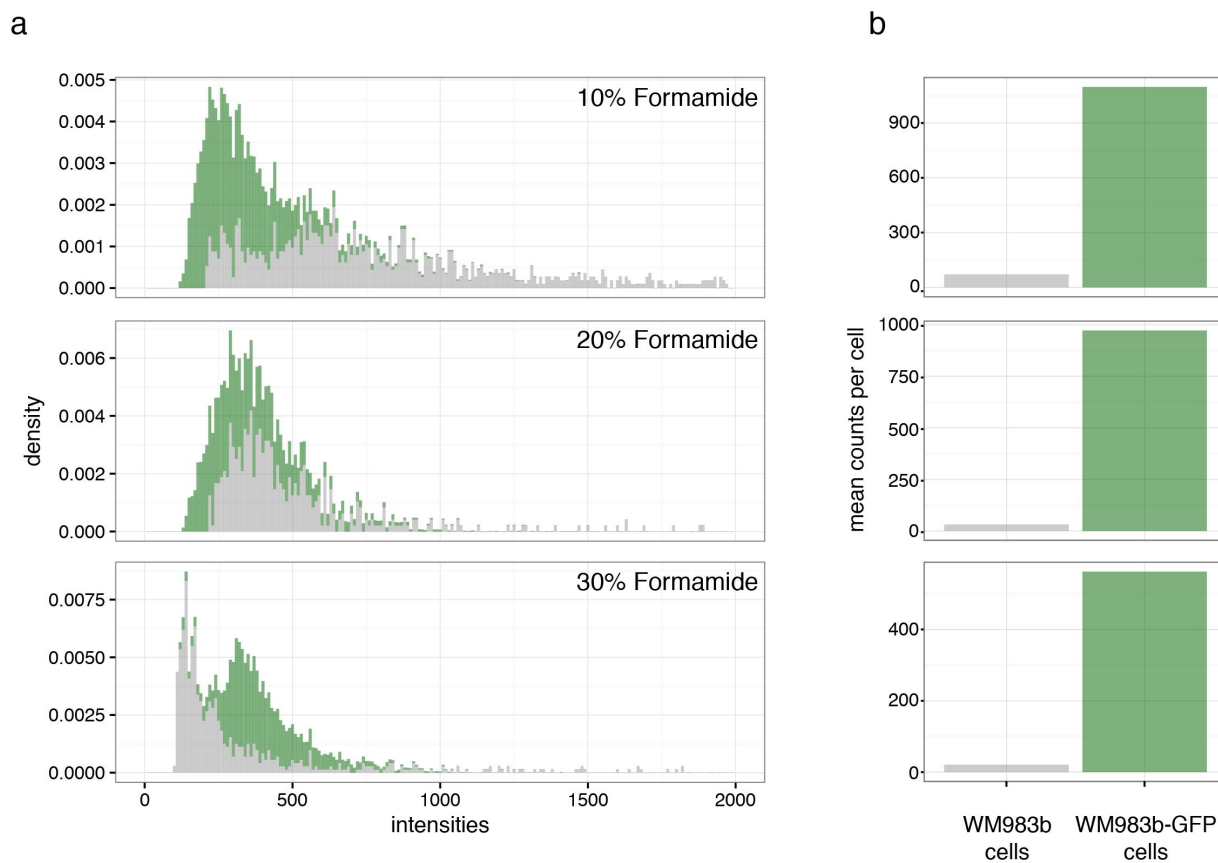 a
b
10% Formamide
0.005
0.004
0.003
0.002
0.001
0.000
900
600
300
0
20% Formamide
0.006
0.004
0.002
0.000
1000
750
500
250
0
30% Formamide
0.0075
0.0050
0.0025
0.0000
400
200
0
density
mean counts per cell
0
500
1000
1500
2000
intensities
WM983b
cells
WM983b-GFP
cells